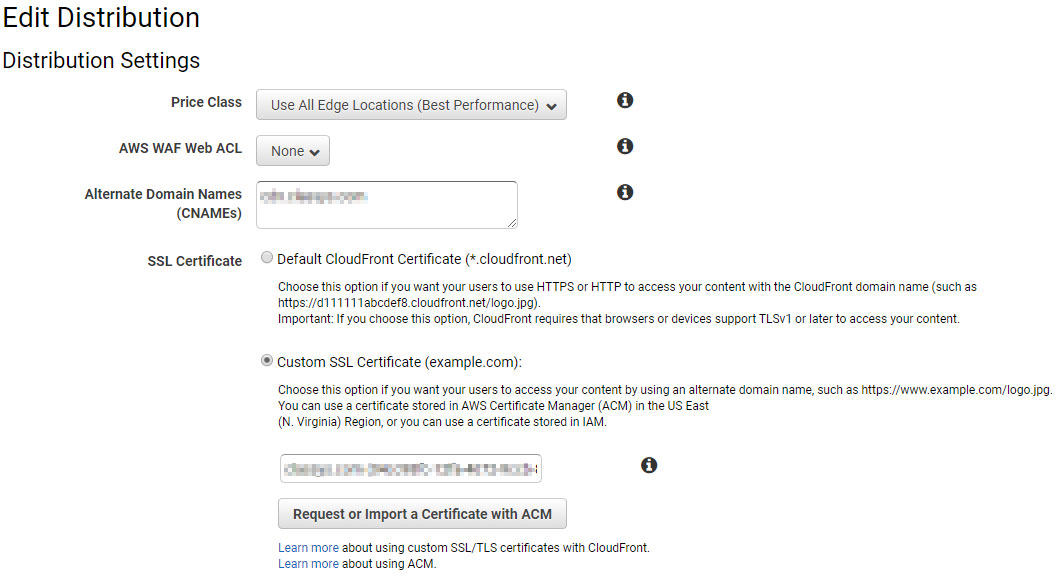 Edit Distribution
Distribution Settings
Price Class
Use All Edge Locations (Best Performance)
AWS WAF Web ACL
None
Alternate Domain Names
(CNAMEs)
SSL Certificate
Default CloudFront Certificate (*.cloudfront.net)
Choose this option if you want your users to use HTTPS or HTTP to access your content with the CloudFront domain name (such as
https://d111111abcdef8.cloudfront.net/logo.jpg).
Important: If you choose this option, CloudFront requires that browsers or devices support TLSv1 or later to access your content.
Custom SSL Certificate (example.com):
Choose this option if you want your users to access your content by using an alternate domain name, such as https://www.example.com/logo.jpg.
You can use a certificate stored in AWS Certificate Manager (ACM) in the US East
(N. Virginia) Region, or you can use a certificate stored in IAM.
Request or Import a Certificate with ACM
Learn more about using custom SSL/TLS certificates with CloudFront.
Learn more about using ACM.